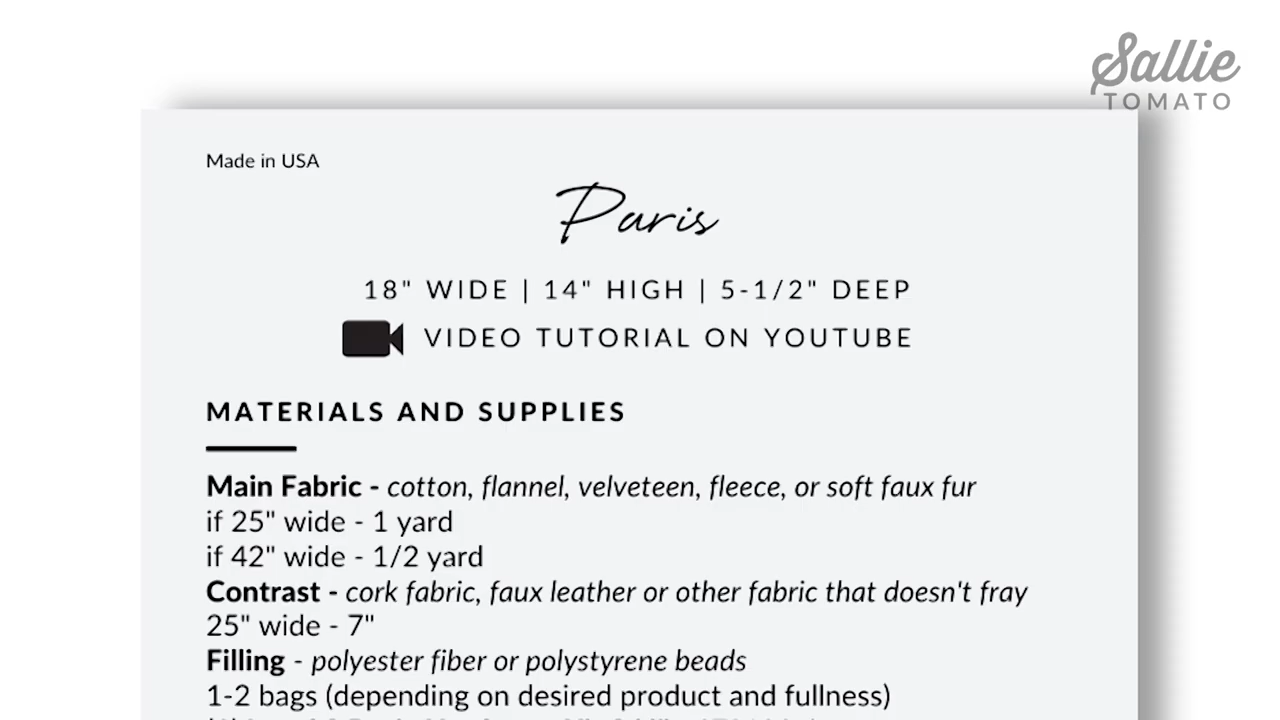 Sallie
TOMATO
Made in USA
Paris
18" WIDE | 14" HIGH | 5-1/2" DEEP
VIDEO TUTORIAL ON YOUTUBE
MATERIALS AND SUPPLIES
Main Fabric - cotton, flannel, velveteen, fleece, or soft faux fur
if 25" wide - 1 yard
if 42" wide - 1/2 yard
Contrast - cork fabric, faux leather or other fabric that doesn't fray
25" wide - 7"
Filling - polyester fiber or polystyrene beads
1-2 bags (depending on desired product and fullness)